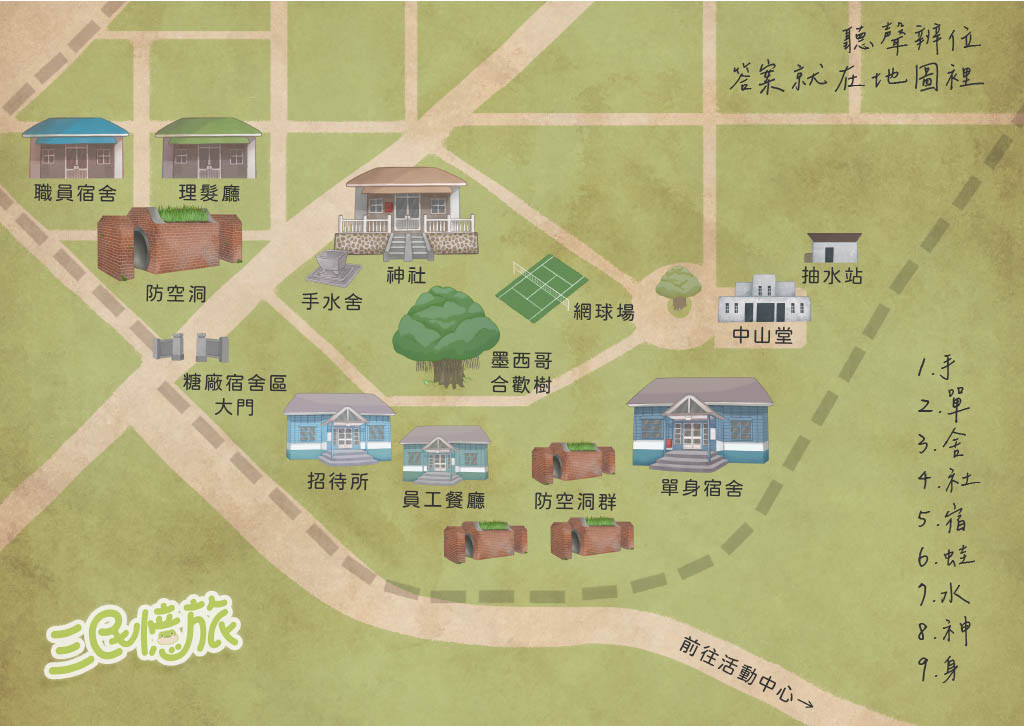 聽聲辨位
答案就在地圖裡
職員宿舍
理髮廳
防空洞
神社
手水舍
網球場
抽水站
中山堂
墨西哥
合歡樹
糖廠宿舍區
大門
招待所
員工餐廳
防空洞群
單身宿舍
1.手
2.單
3.舍
4.社
5.宿
6.蛙
7.水
8.神
9.身
三民憶旅
前往活動中心→